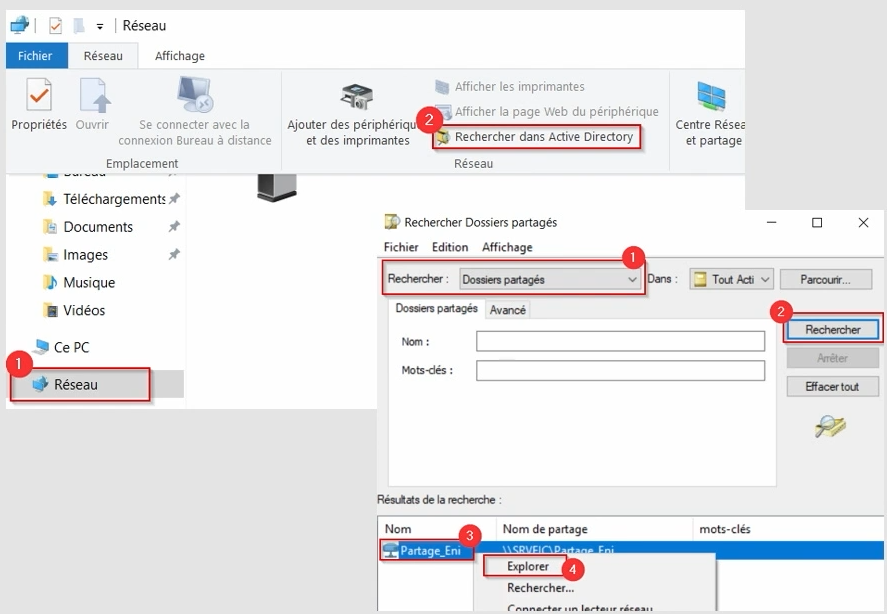 Réseau
Fichier Réseau Affichage
Propriétés
Ouvrir
Se connecter avec la
connexion Bureau à distance
Emplacement
Ajouter des périphériqu
et des imprimantes
Afficher les imprimantes
Afficher la page Web du périphérique
2
Rechercher dans Active Directory
Réseau
Centre Résea
et partage
Bureau
Téléchargements
Documents
Images
Musique
Vidéos
Ce PC
1
Réseau
Rechercher Dossiers partagés
Fichier Edition Affichage
1
Rechercher : Dossiers partagés Dans : Tout Acti Parcourir...
Dossiers partagés Avancé
2
Rechercher
Nom :
Arrêter
Mots-clés :
Effacer tout
Résultats de la recherche :
Nom Nom de partage mots-clés
3
Partage_Eni \\SRVFIC\Partage_Eni
Explorer
4
Rechercher...
Connecter un lecteur réseau